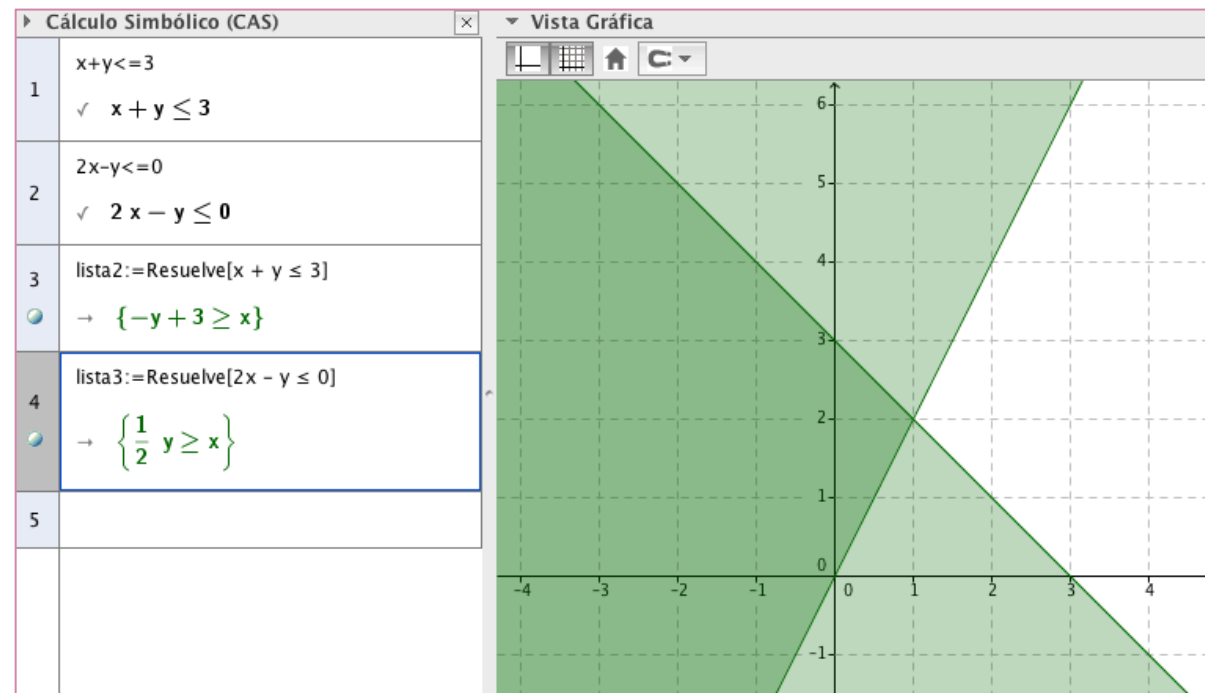 Cálculo Simbólico (CAS)
1
x+y<=3
✓ x + y ≤ 3
2
2x-y<=0
✓ 2 x − y ≤ 0
3
lista2:=Resuelve[x + y ≤ 3]
→ {−y + 3 ≥ x}
4
lista3:=Resuelve[2x − y ≤ 0]
→ {1/2 y ≥ x}
5
Vista Gráfica
6
5
4
3
2
1
0
-4 -3 -2 -1 0 1 2 3 4
-1